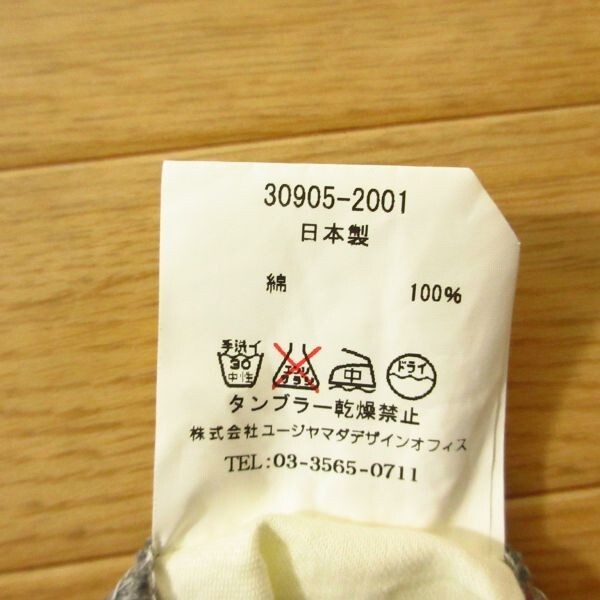 30905-2001
日本製
綿 100%
手洗イ
30
中性
エンソ
サラシ
中
ドライ
タンブラー乾燥禁止
株式会社ユージヤマダデザインオフィス
TEL:03-3565-0711